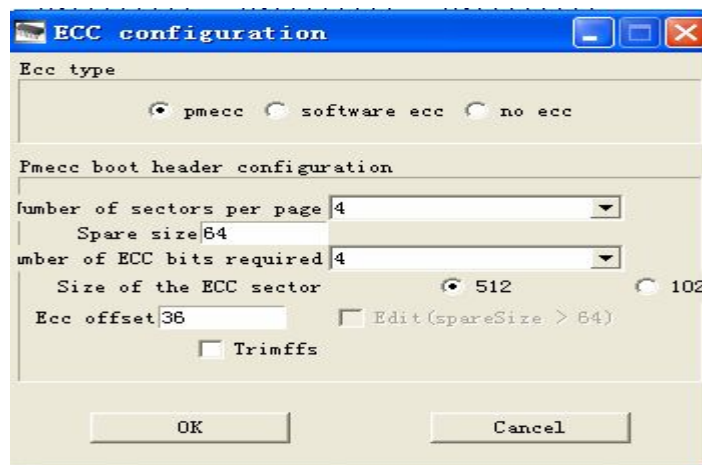 ECC configuration
Ecc type
pmecc software ecc no ecc
Pmecc boot header configuration
umber of sectors per page 4
Spare size 64
mber of ECC bits required 4
Size of the ECC sector 512 102
Ecc offset 36 Edit(spareSize > 64)
Trimffs
OK Cancel